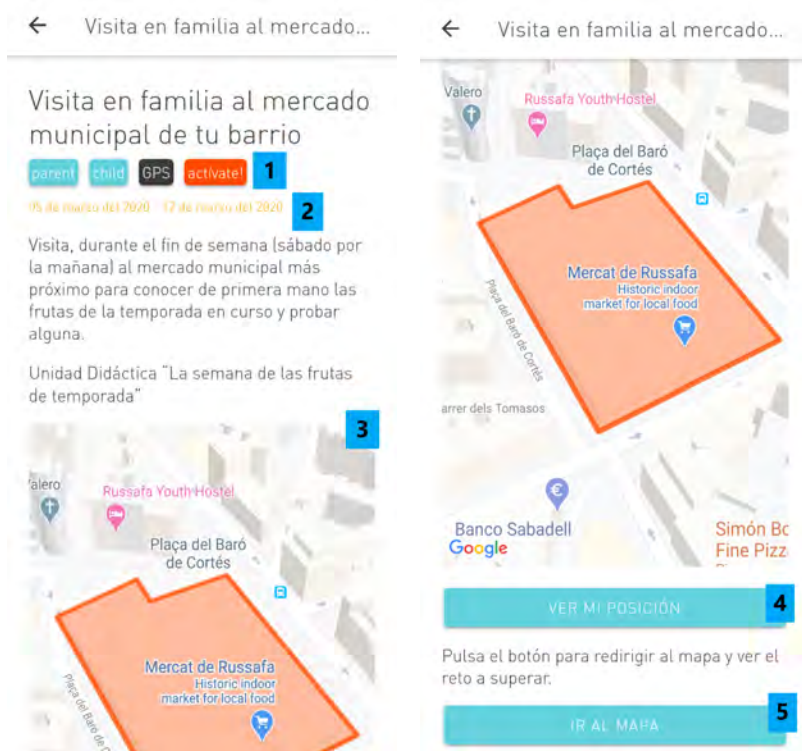 Visita en familia al mercado...
Visita en familia al mercado
municipal de tu barrio
parent child GPS actívate! 1
05 de marzo del 2020 - 17 de marzo del 2020 2
Visita, durante el fin de semana (sábado por
la mañana) al mercado municipal más
próximo para conocer de primera mano las
frutas de la temporada en curso y probar
alguna.
Unidad Didáctica "La semana de las frutas
de temporada"
3
alero
Russafa Youth Hostel
Plaça del Baró
de Cortés
Mercat de Russafa
Historic indoor
market for local food
Plaça del Baró de C
Visita en familia al mercado...
Valero
Russafa Youth Hostel
Plaça del Baró
de Cortés
Mercat de Russafa
Historic indoor
market for local food
Plaça del Baró de Cortés
arrer dels Tomasos
Banco Sabadell
Google
Simón Bo
Fine Pizz
VER MI POSICIÓN 4
Pulsa el botón para redirigir al mapa y ver el
reto a superar.
IR AL MAPA 5